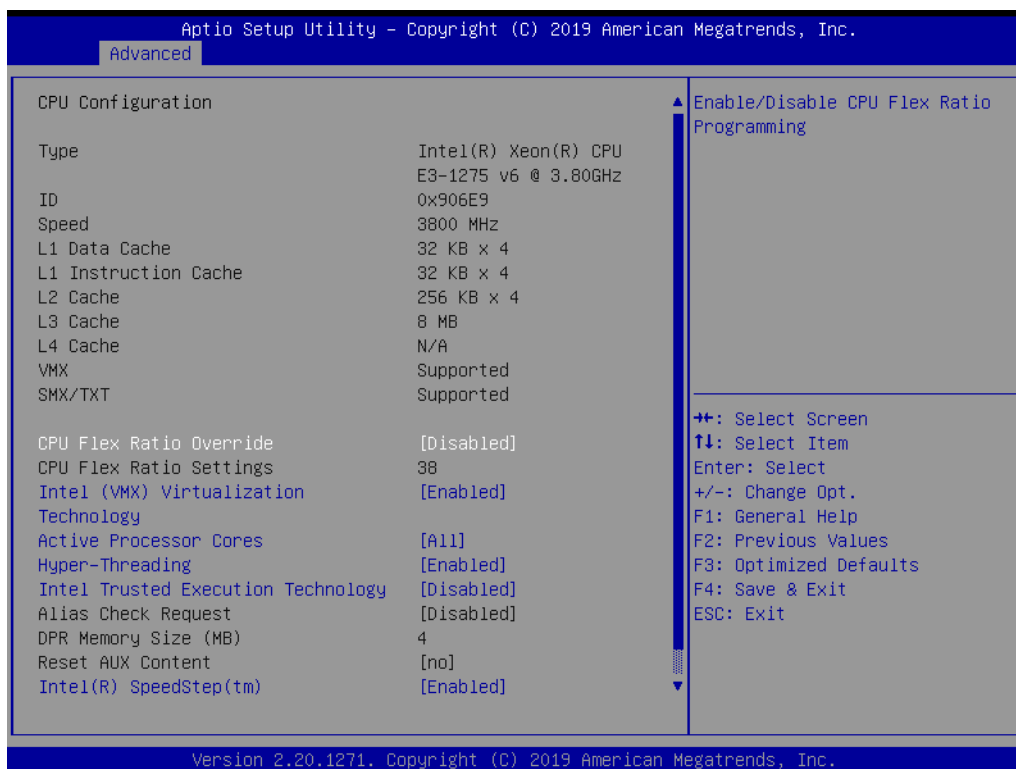 Aptio Setup Utility – Copyright (C) 2019 American Megatrends, Inc.
Advanced
CPU Configuration
Type Intel(R) Xeon(R) CPU
E3-1275 v6 @ 3.80GHz
ID 0x906E9
Speed 3800 MHz
L1 Data Cache 32 KB x 4
L1 Instruction Cache 32 KB x 4
L2 Cache 256 KB x 4
L3 Cache 8 MB
L4 Cache N/A
VMX Supported
SMX/TXT Supported
CPU Flex Ratio Override [Disabled]
CPU Flex Ratio Settings 38
Intel (VMX) Virtualization [Enabled]
Technology
Active Processor Cores [All]
Hyper-Threading [Enabled]
Intel Trusted Execution Technology [Disabled]
Alias Check Request [Disabled]
DPR Memory Size (MB) 4
Reset AUX Content [no]
Intel(R) SpeedStep(tm) [Enabled]
Enable/Disable CPU Flex Ratio
Programming
→←: Select Screen
↑↓: Select Item
Enter: Select
+/-: Change Opt.
F1: General Help
F2: Previous Values
F3: Optimized Defaults
F4: Save & Exit
ESC: Exit
Version 2.20.1271. Copyright (C) 2019 American Megatrends, Inc.